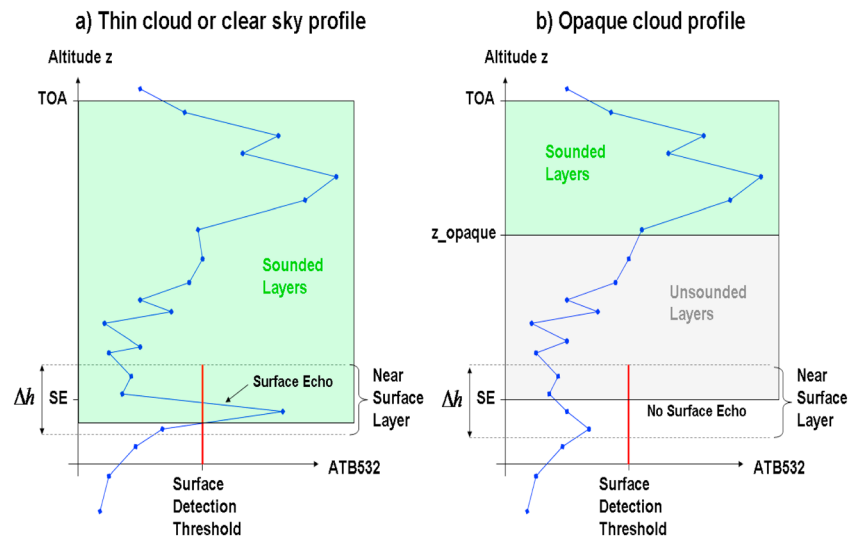 a) Thin cloud or clear sky profile
Altitude z
TOA
Sounded
Layers
Surface Echo
Δh
SE
Near
Surface
Layer
ATB532
Surface
Detection
Threshold
b) Opaque cloud profile
Altitude z
TOA
Sounded
Layers
z_opaque
Unsounded
Layers
Δh
SE
No Surface Echo
Near
Surface
Layer
ATB532
Surface
Detection
Threshold